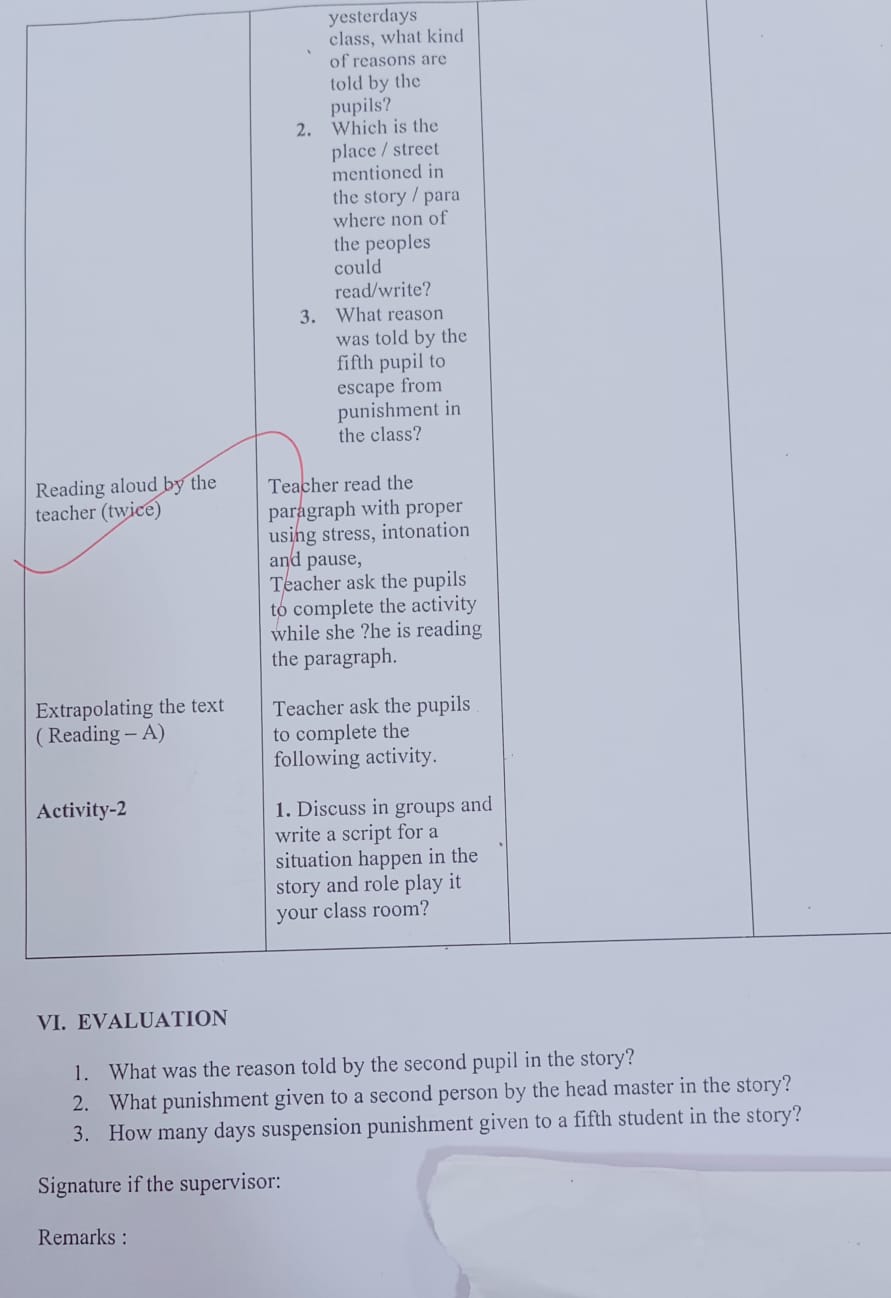 yesterdays
class, what kind
of reasons are
told by the
pupils?
2. Which is the
place / street
mentioned in
the story / para
where non of
the peoples
could
read/write?
3. What reason
was told by the
fifth pupil to
escape from
punishment in
the class?
Reading aloud by the
teacher (twice)
Teacher read the
paragraph with proper
using stress, intonation
and pause,
Teacher ask the pupils
to complete the activity
while she ?he is reading
the paragraph.
Extrapolating the text
( Reading – A)
Teacher ask the pupils
to complete the
following activity.
Activity-2
1. Discuss in groups and
write a script for a
situation happen in the
story and role play it
your class room?
VI. EVALUATION
1. What was the reason told by the second pupil in the story?
2. What punishment given to a second person by the head master in the story?
3. How many days suspension punishment given to a fifth student in the story?
Signature if the supervisor:
Remarks :